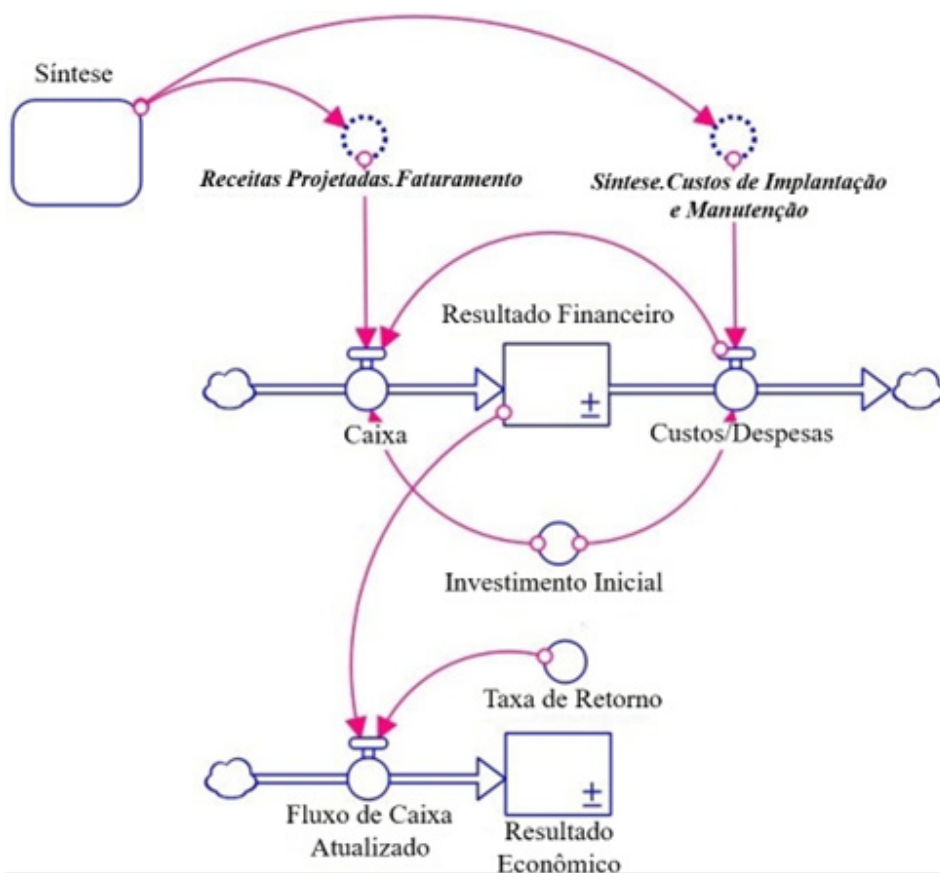 Síntese
Receitas Projetadas.Faturamento
Síntese.Custos de Implantação
e Manutenção
Resultado Financeiro
Caixa
Custos/Despesas
Investimento Inicial
Taxa de Retorno
Fluxo de Caixa
Atualizado
Resultado
Econômico